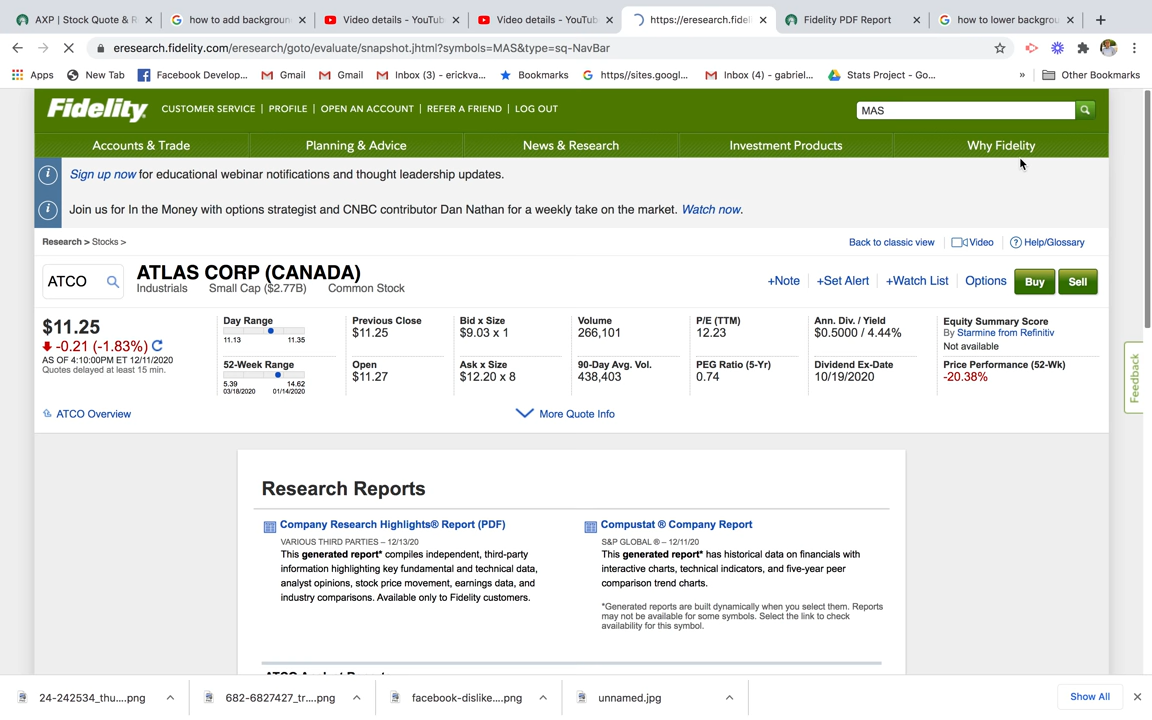 AXP | Stock Quote & R
how to add backgroun
Video details - YouTub
Video details - YouTub
https://eresearch.fideli
Fidelity PDF Report
how to lower backgrou
eresearch.fidelity.com/eresearch/goto/evaluate/snapshot.jhtml?symbols=MAS&type=sq-NavBar
Apps
New Tab
Facebook Develop...
Gmail
Gmail
Inbox (3) - erickva...
Bookmarks
https//sites.googl...
Inbox (4) - gabriel...
Stats Project - Go...
»
Other Bookmarks
Fidelity
CUSTOMER SERVICE | PROFILE | OPEN AN ACCOUNT | REFER A FRIEND | LOG OUT
MAS
Accounts & Trade
Planning & Advice
News & Research
Investment Products
Why Fidelity
Sign up now for educational webinar notifications and thought leadership updates.
Join us for In the Money with options strategist and CNBC contributor Dan Nathan for a weekly take on the market. Watch now.
Research > Stocks >
Back to classic view
Video
Help/Glossary
ATCO
ATLAS CORP (CANADA)
Industrials Small Cap ($2.77B) Common Stock
+Note
+Set Alert
+Watch List
Options
Buy
Sell
$11.25
-0.21 (-1.83%)
AS OF 4:10:00PM ET 12/11/2020
Quotes delayed at least 15 min.
Day Range
11.13 11.35
52-Week Range
5.39 14.62
03/18/2020 01/14/2020
Previous Close
$11.25
Open
$11.27
Bid x Size
$9.03 x 1
Ask x Size
$12.20 x 8
Volume
266,101
90-Day Avg. Vol.
438,403
P/E (TTM)
12.23
PEG Ratio (5-Yr)
0.74
Ann. Div. / Yield
$0.5000 / 4.44%
Dividend Ex-Date
10/19/2020
Equity Summary Score
By Starmine from Refinitiv
Not available
Price Performance (52-Wk)
-20.38%
Feedback
ATCO Overview
More Quote Info
Research Reports
Company Research Highlights® Report (PDF)
VARIOUS THIRD PARTIES – 12/13/20
This generated report* compiles independent, third-party
information highlighting key fundamental and technical data,
analyst opinions, stock price movement, earnings data, and
industry comparisons. Available only to Fidelity customers.
Compustat ® Company Report
S&P GLOBAL ® – 12/11/20
This generated report* has historical data on financials with
interactive charts, technical indicators, and five-year peer
comparison trend charts.
*Generated reports are built dynamically when you select them. Reports
may not be available for some symbols. Select the link to check
availability for this symbol.
ATCO Analyst Reports
24-242534_thu....png
682-6827427_tr....png
facebook-dislike....png
unnamed.jpg
Show All